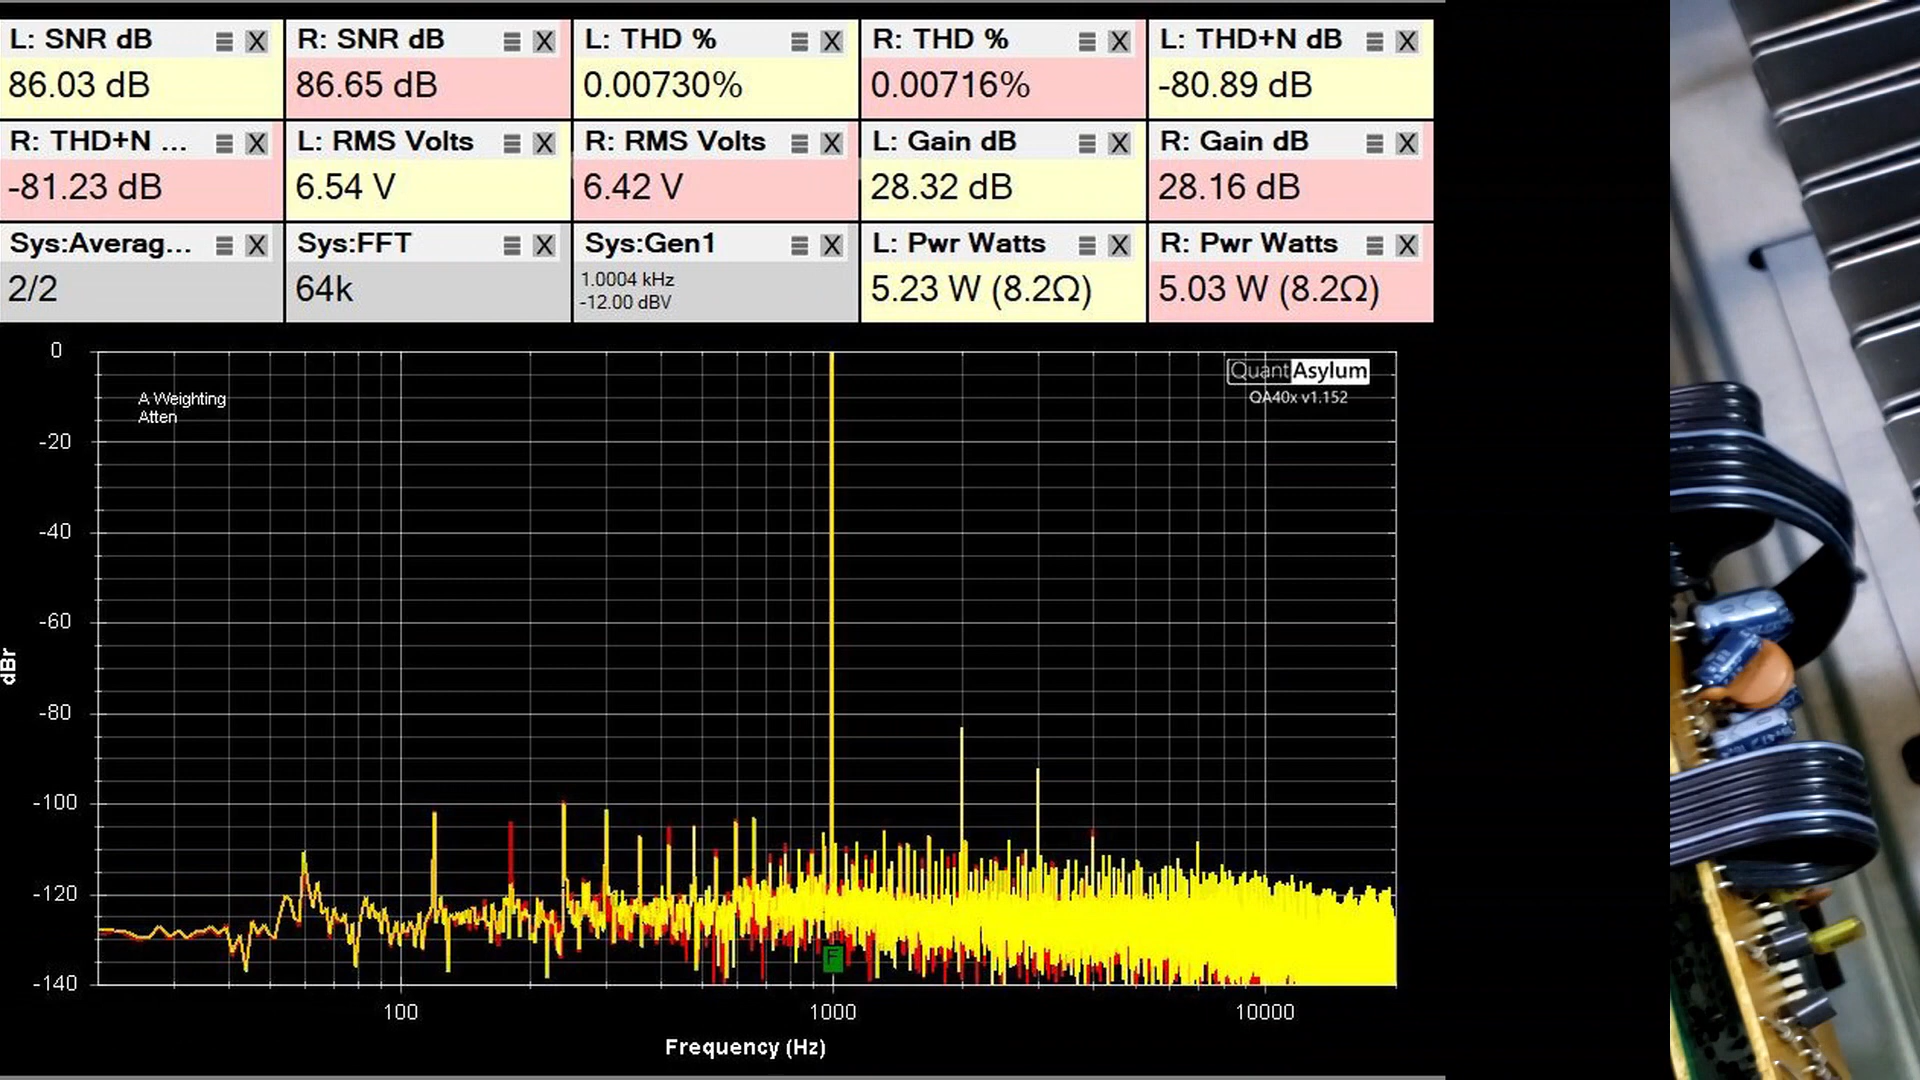 L: SNR dB
X
R: SNR dB
X
L: THD %
X
R: THD %
X
L: THD+N dB
X
86.03 dB
86.65 dB
0.00730%
0.00716%
-80.89 dB
R: THD+N ...
X
L: RMS Volts
X
R: RMS Volts
X
L: Gain dB
X
R: Gain dB
X
-81.23 dB
6.54 V
6.42 V
28.32 dB
28.16 dB
Sys:Averag...
X
Sys:FFT
X
Sys:Gen1
X
L: Pwr Watts
X
R: Pwr Watts
X
2/2
64k
1.0004 kHz
-12.00 dBV
5.23 W (8.2Ω)
5.03 W (8.2Ω)
0
-20
-40
-60
-80
-100
-120
-140
dBr
A Weighting
Atten
QuantAsylum
QA40x v1.152
F
100
1000
10000
Frequency (Hz)